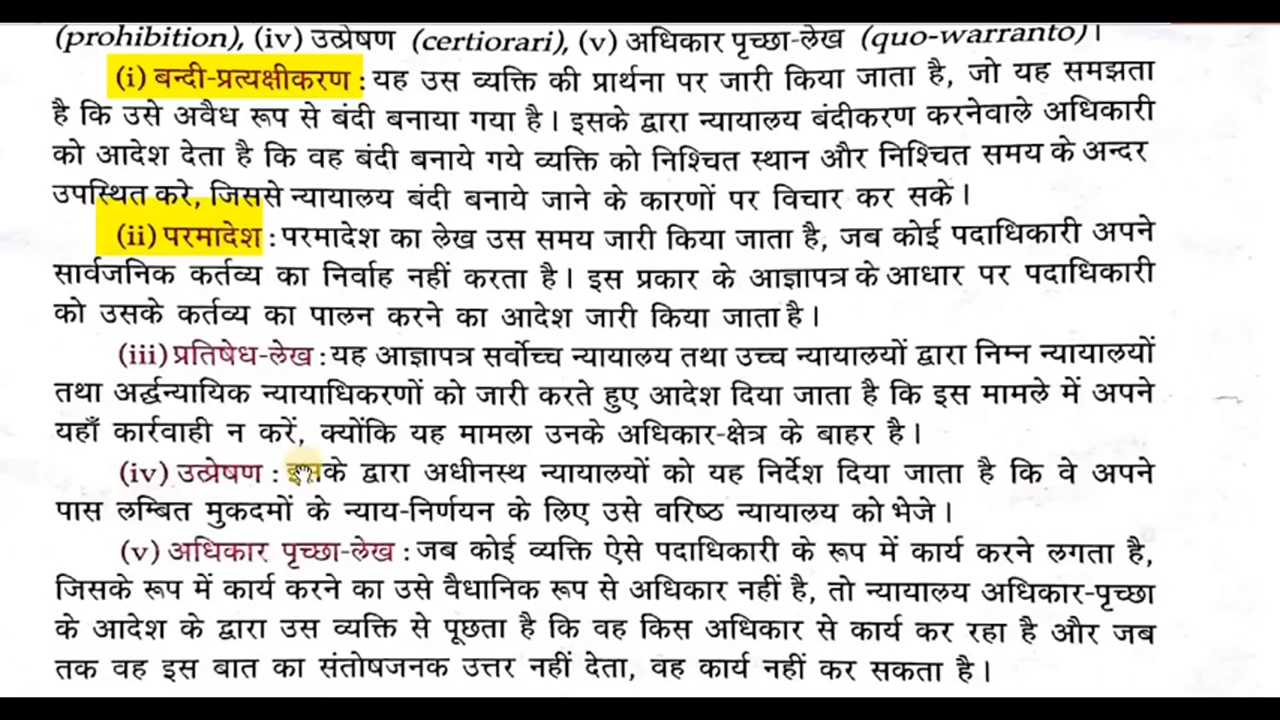 (prohibition), (iv) उत्प्रेषण (certiorari), (v) अधिकार पृच्छा-लेख (quo-warranto)।
(i) बन्दी-प्रत्यक्षीकरण : यह उस व्यक्ति की प्रार्थना पर जारी किया जाता है, जो यह समझता
है कि उसे अवैध रूप से बंदी बनाया गया है। इसके द्वारा न्यायालय बंदीकरण करनेवाले अधिकारी
को आदेश देता है कि वह बंदी बनाये गये व्यक्ति को निश्चित स्थान और निश्चित समय के अन्दर
उपस्थित करे, जिससे न्यायालय बंदी बनाये जाने के कारणों पर विचार कर सके।
(ii) परमादेश : परमादेश का लेख उस समय जारी किया जाता है, जब कोई पदाधिकारी अपने
सार्वजनिक कर्तव्य का निर्वाह नहीं करता है। इस प्रकार के आज्ञापत्र के आधार पर पदाधिकारी
को उसके कर्तव्य का पालन करने का आदेश जारी किया जाता है।
(iii) प्रतिषेध-लेख : यह आज्ञापत्र सर्वोच्च न्यायालय तथा उच्च न्यायालयों द्वारा निम्न न्यायालयों
तथा अर्द्धन्यायिक न्यायाधिकरणों को जारी करते हुए आदेश दिया जाता है कि इस मामले में अपने
यहाँ कार्रवाही न करें, क्योंकि यह मामला उनके अधिकार-क्षेत्र के बाहर है।
(iv) उत्प्रेषण : इसके द्वारा अधीनस्थ न्यायालयों को यह निर्देश दिया जाता है कि वे अपने
पास लम्बित मुकदमों के न्याय-निर्णयन के लिए उसे वरिष्ठ न्यायालय को भेजे।
(v) अधिकार पृच्छा-लेख : जब कोई व्यक्ति ऐसे पदाधिकारी के रूप में कार्य करने लगता है,
जिसके रूप में कार्य करने का उसे वैधानिक रूप से अधिकार नहीं है, तो न्यायालय अधिकार-पृच्छा
के आदेश के द्वारा उस व्यक्ति से पूछता है कि वह किस अधिकार से कार्य कर रहा है और जब
तक वह इस बात का संतोषजनक उत्तर नहीं देता, वह कार्य नहीं कर सकता है।